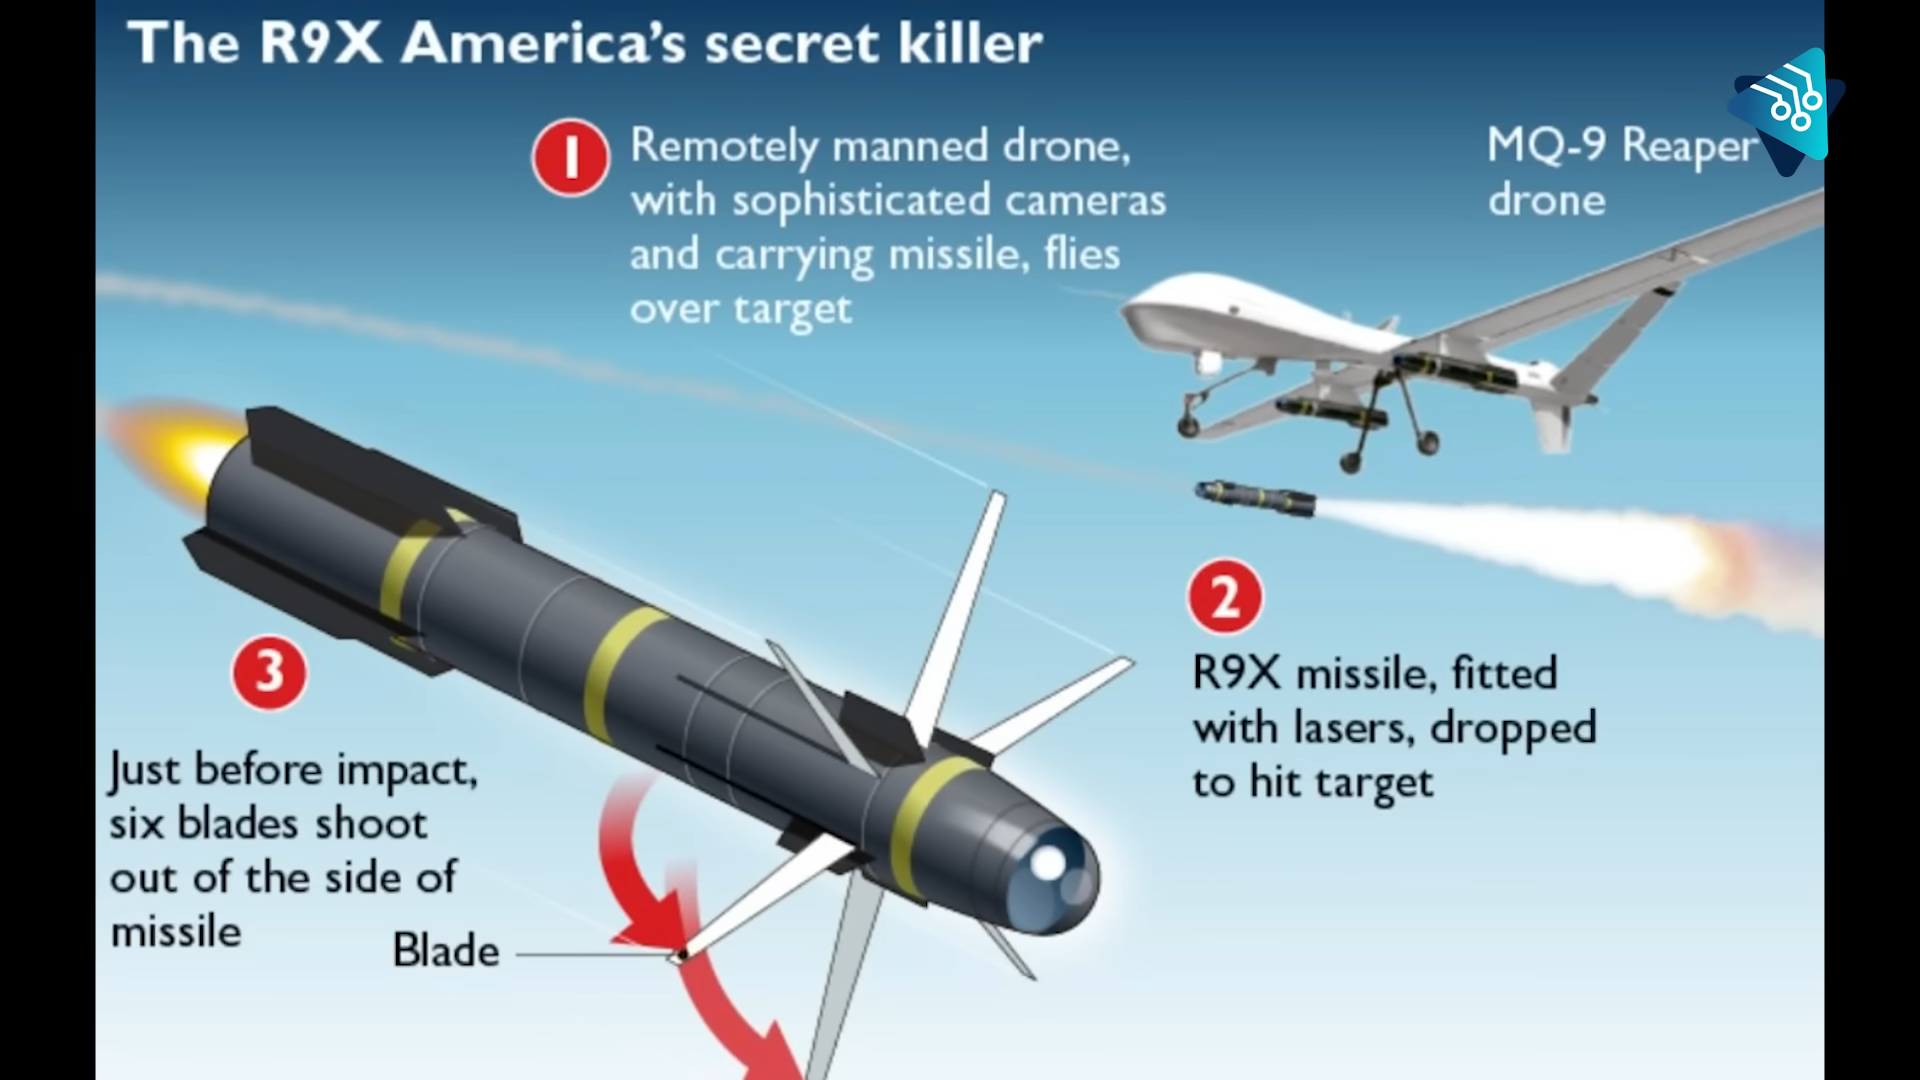 The R9X America's secret killer
1
Remotely manned drone,
with sophisticated cameras
and carrying missile, flies
over target
MQ-9 Reaper
drone
2
R9X missile, fitted
with lasers, dropped
to hit target
3
Just before impact,
six blades shoot
out of the side of
missile
Blade